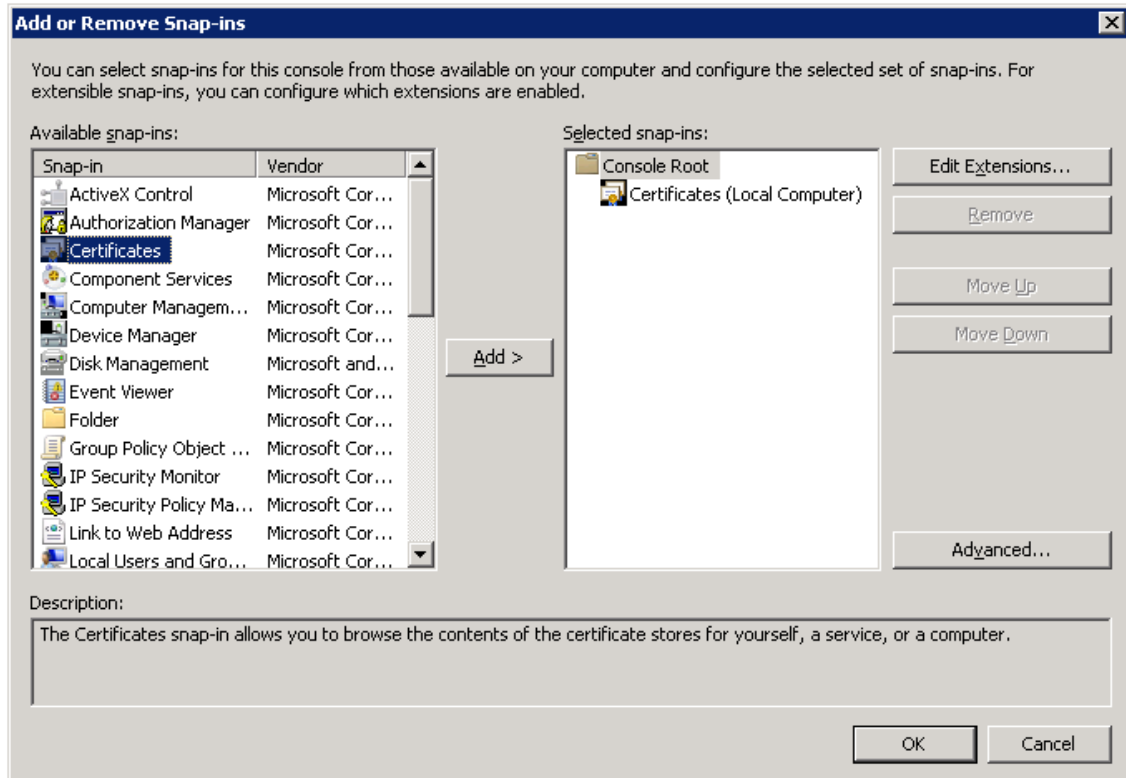 Add or Remove Snap-ins
You can select snap-ins for this console from those available on your computer and configure the selected set of snap-ins. For
extensible snap-ins, you can configure which extensions are enabled.
Available snap-ins:
Snap-in Vendor
ActiveX Control Microsoft Cor...
Authorization Manager Microsoft Cor...
Certificates Microsoft Cor...
Component Services Microsoft Cor...
Computer Managem... Microsoft Cor...
Device Manager Microsoft Cor...
Disk Management Microsoft and...
Event Viewer Microsoft Cor...
Folder Microsoft Cor...
Group Policy Object ... Microsoft Cor...
IP Security Monitor Microsoft Cor...
IP Security Policy Ma... Microsoft Cor...
Link to Web Address Microsoft Cor...
Local Users and Gro... Microsoft Cor...
Add >
Selected snap-ins:
Console Root
Certificates (Local Computer)
Edit Extensions...
Remove
Move Up
Move Down
Advanced...
Description:
The Certificates snap-in allows you to browse the contents of the certificate stores for yourself, a service, or a computer.
OK
Cancel